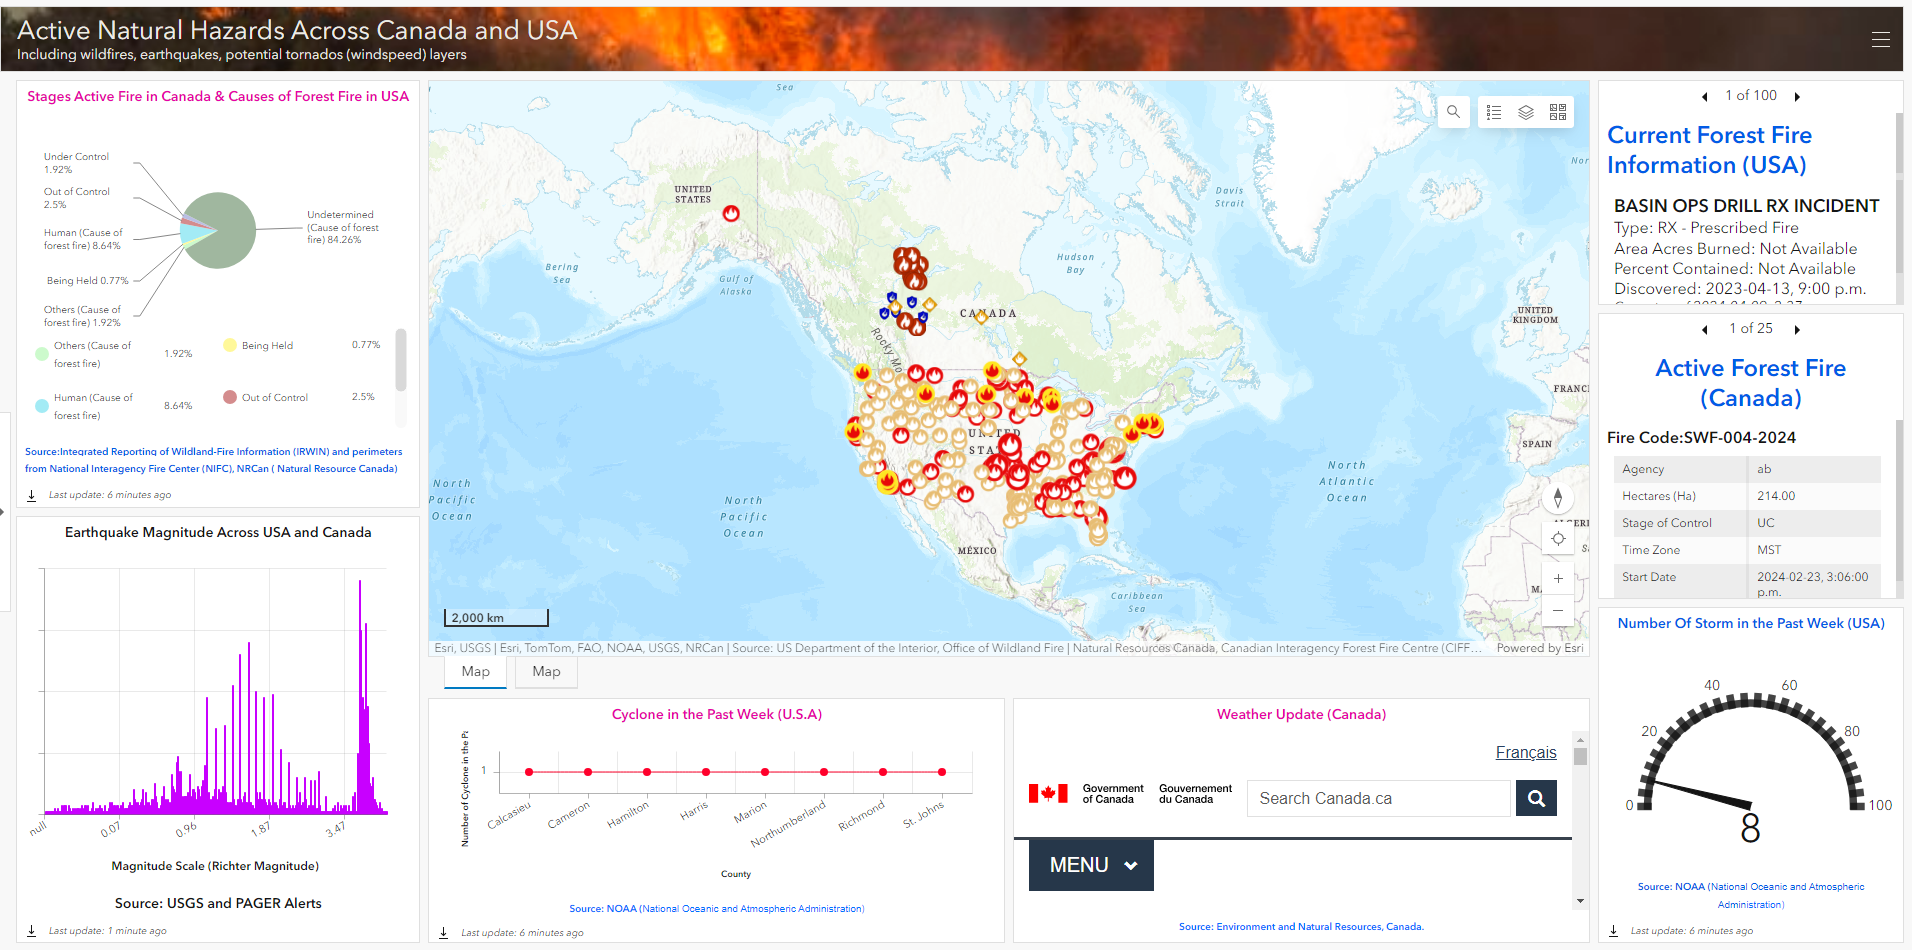 Active Natural Hazards Across Canada and USA
Including wildfires, earthquakes, potential tornados (windspeed) layers
Stages Active Fire in Canada & Causes of Forest Fire in USA
Under Control
1.92%
Out of Control
2.5%
Human (Cause of
forest fire) 8.64%
Being Held 0.77%
Others (Cause of
forest fire) 1.92%
Undetermined
(Cause of forest
fire) 84.26%
Others (Cause of
forest fire)
1.92%
Being Held
0.77%
Human (Cause of
forest fire)
8.64%
Out of Control
2.5%
Source:Integrated Reporting of Wildland-Fire Information (IRWIN) and perimeters
from National Interagency Fire Center (NIFC), NRCan ( Natural Resource Canada)
Last update: 6 minutes ago
Earthquake Magnitude Across USA and Canada
null
0.07
0.96
1.87
3.47
Magnitude Scale (Richter Magnitude)
Source: USGS and PAGER Alerts
Last update: 1 minute ago
Sea
UNITED
STATES
Bering
Sea
Gulf of
Alaska
Davis
Strait
Hudson
Bay
CANADA
Rocky Mo
UNITED
STA
North
Pacific
Ocean
North
Pacific
Ocean
North
Atlantic
Ocean
MÉXICO
Caribbean
Sea
Nor
UNITED
KINGDOM
FRANC
SPAIN
ALGERI
M
2,000 km
Esri, USGS | Esri, TomTom, FAO, NOAA, USGS, NRCan | Source: US Department of the Interior, Office of Wildland Fire | Natural Resources Canada, Canadian Interagency Forest Fire Centre (CIFF...
Powered by Esri
Map
Map
Cyclone in the Past Week (U.S.A)
Number of Cyclone in the Pa
1
Calcasieu
Cameron
Hamilton
Harris
Marion
Northumberland
Richmond
St. Johns
County
Source: NOAA (National Oceanic and Atmospheric Administration)
Last update: 6 minutes ago
Weather Update (Canada)
Français
Government
of Canada
Gouvernement
du Canada
Search Canada.ca
MENU
Source: Environment and Natural Resources, Canada.
1 of 100
Current Forest Fire
Information (USA)
BASIN OPS DRILL RX INCIDENT
Type: RX - Prescribed Fire
Area Acres Burned: Not Available
Percent Contained: Not Available
Discovered: 2023-04-13, 9:00 p.m.
1 of 25
Active Forest Fire
(Canada)
Fire Code:SWF-004-2024
Agency ab
Hectares (Ha) 214.00
Stage of Control UC
Time Zone MST
Start Date 2024-02-23, 3:06:00
p.m.
Number Of Storm in the Past Week (USA)
0
20
40
60
80
100
8
Source: NOAA (National Oceanic and Atmospheric
Administration)
Last update: 6 minutes ago